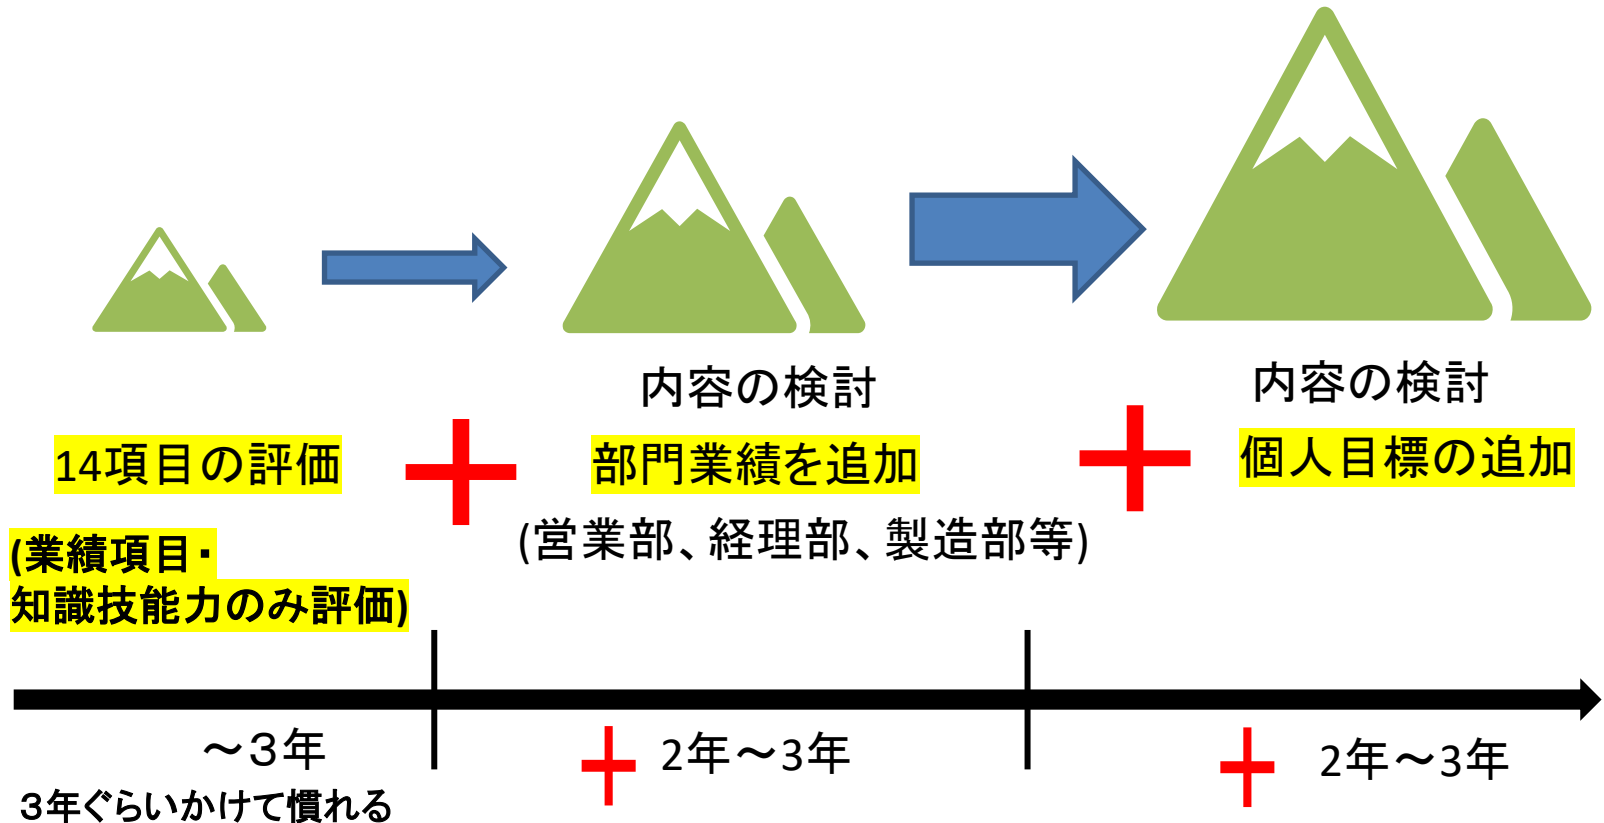 内容の検討
内容の検討
14項目の評価
部門業績を追加
個人目標の追加
(業績項目・
知識技能力のみ評価)
(営業部、経理部、製造部等)
～３年
2年～3年
2年～3年
３年ぐらいかけて慣れる